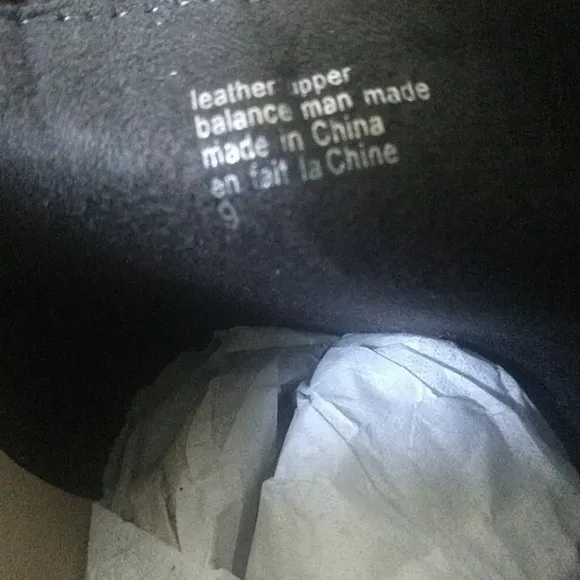 leather upper
balance man made
made in China
en fait la Chine
9